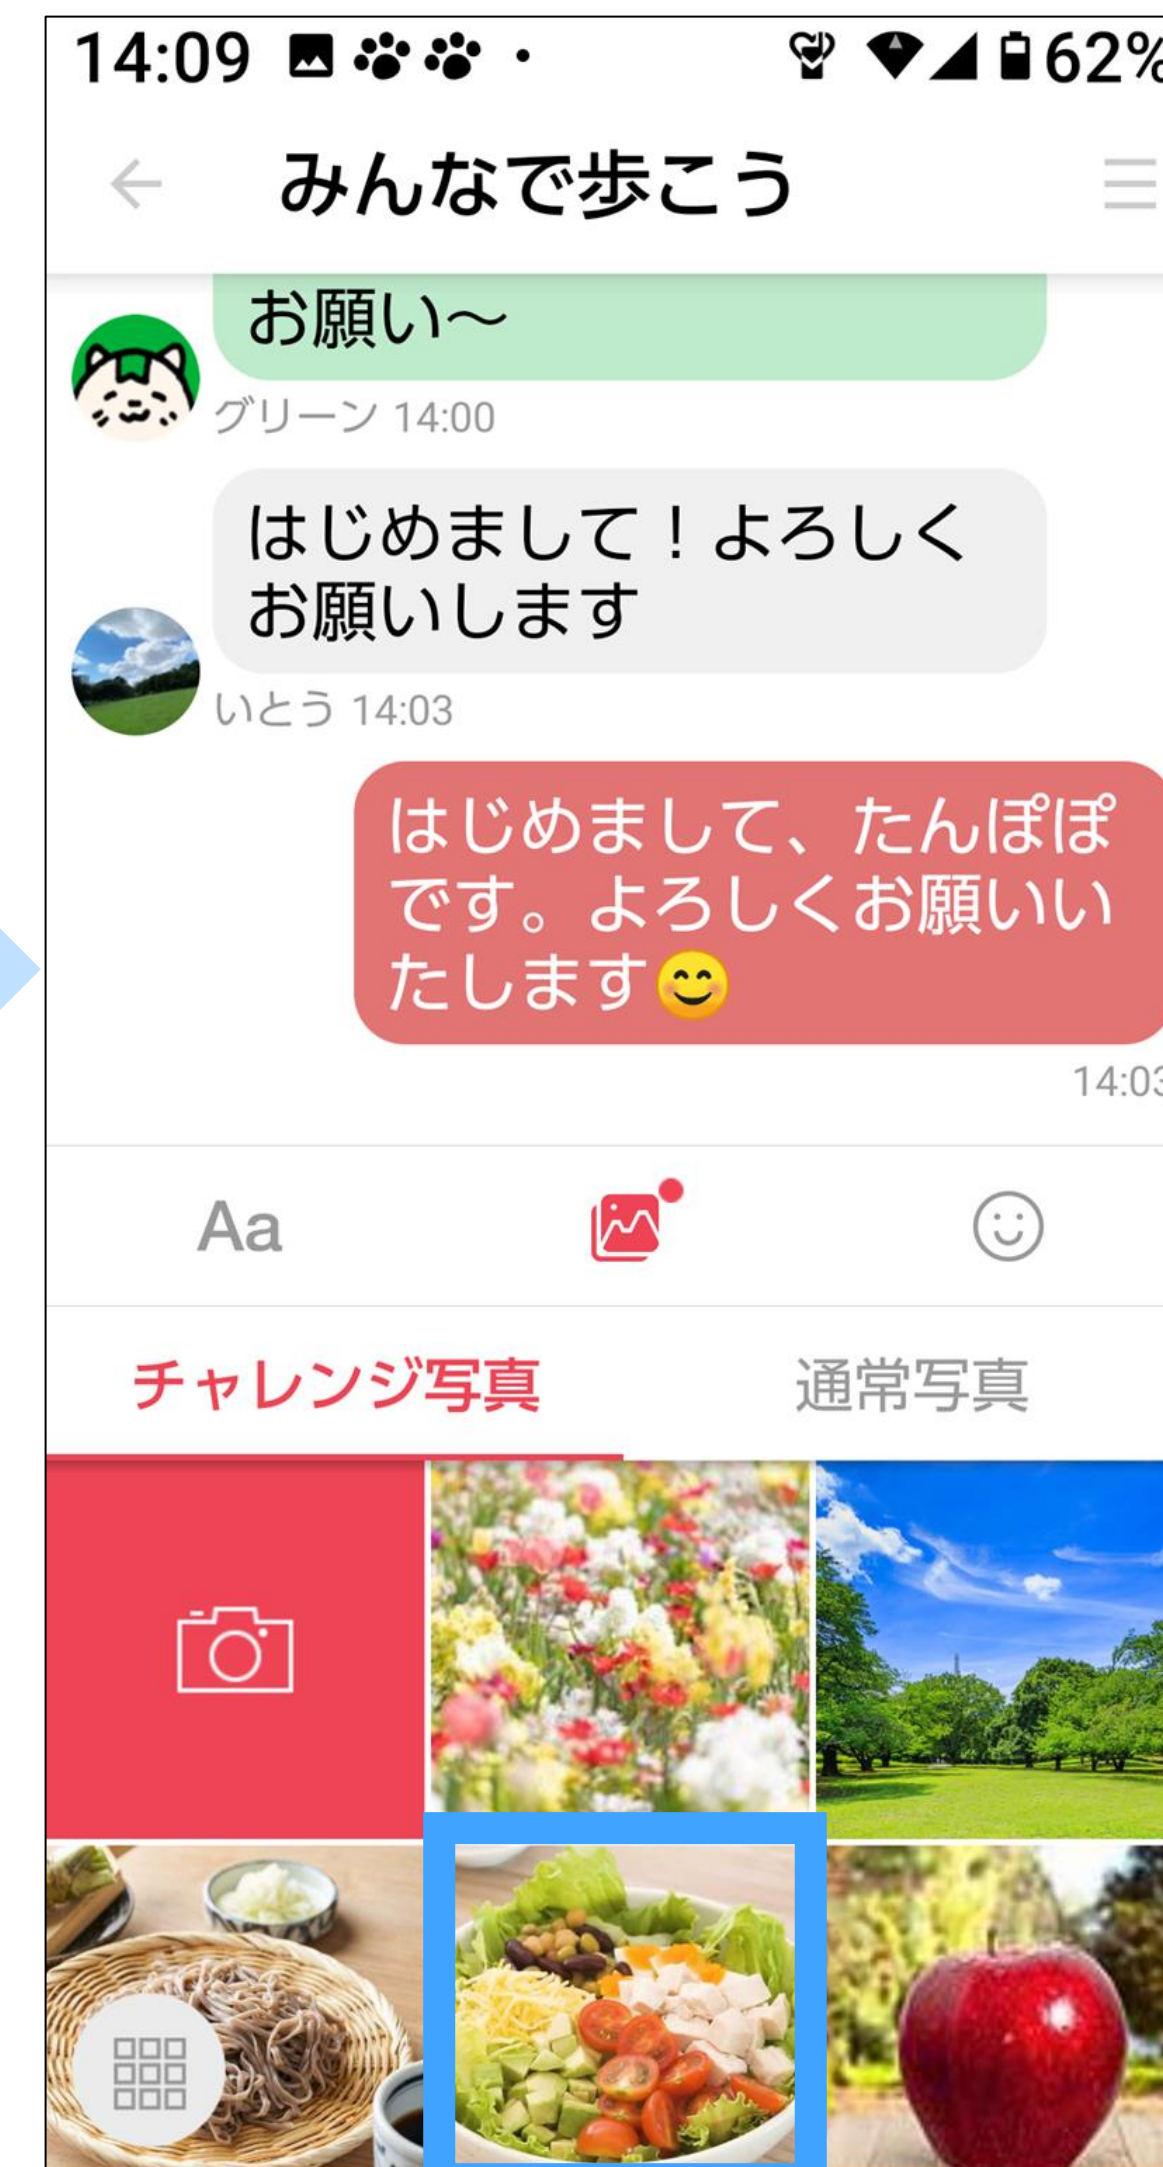 14:09 62%
みんなで歩こう
お願い〜
グリーン 14:00
はじめまして！よろしく
お願いします
いとう 14:03
はじめまして、たんぽぽ
です。よろしくお願いい
たします😊
14:03
Aa
チャレンジ写真 通常写真